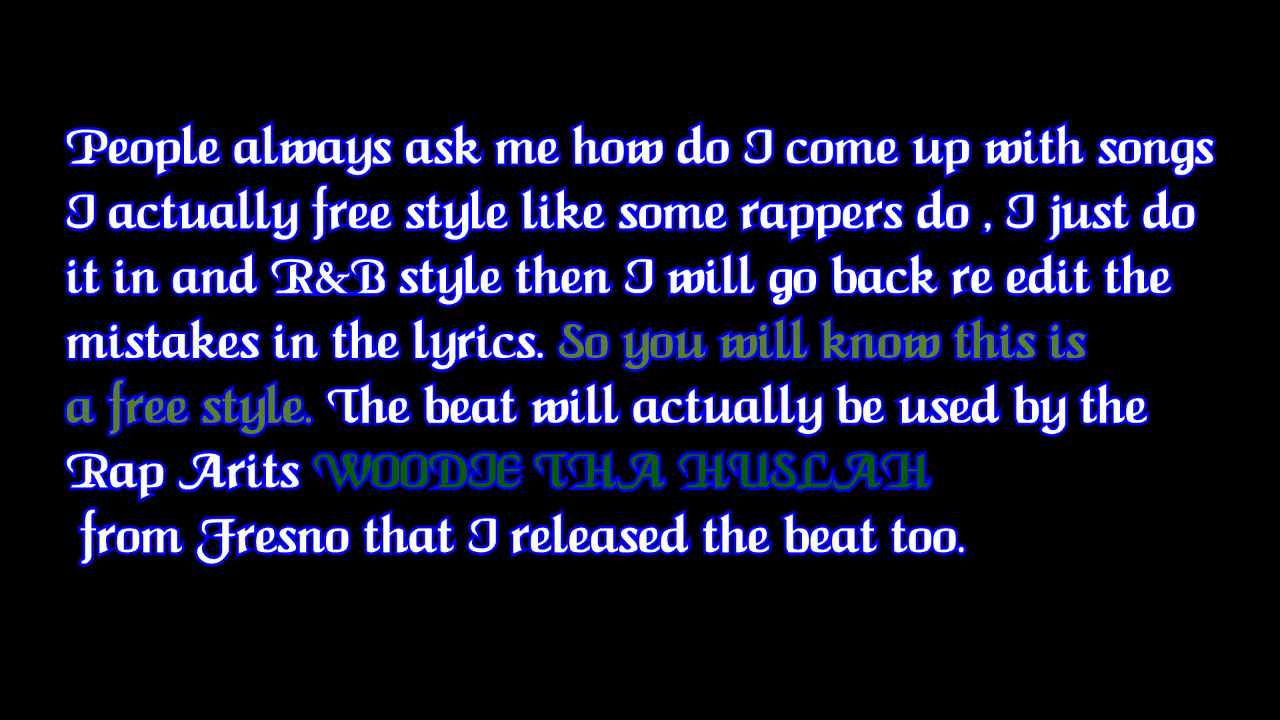 People always ask me how do I come up with songs
I actually free style like some rappers do , I just do
it in and R&B style then I will go back re edit the
mistakes in the lyrics. So you will know this is
a free style. The beat will actually be used by the
Rap Arits WOODIE THA HUSLAH
from Fresno that I released the beat too.